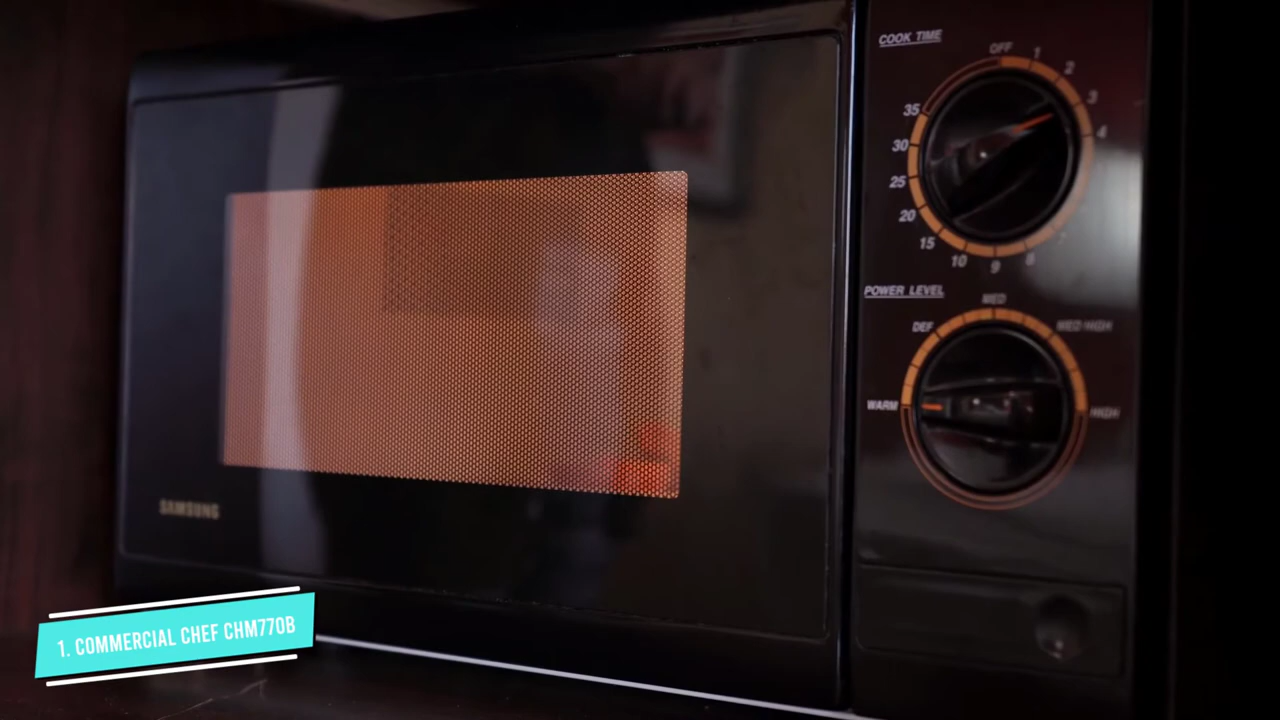 COOK TIME
OFF
1
2
3
4
35
30
25
20
15
10
9
8
POWER LEVEL
MED
DEF
MED/HIGH
WARM
HIGH
SAMSUNG
1. COMMERCIAL CHEF CHM770B